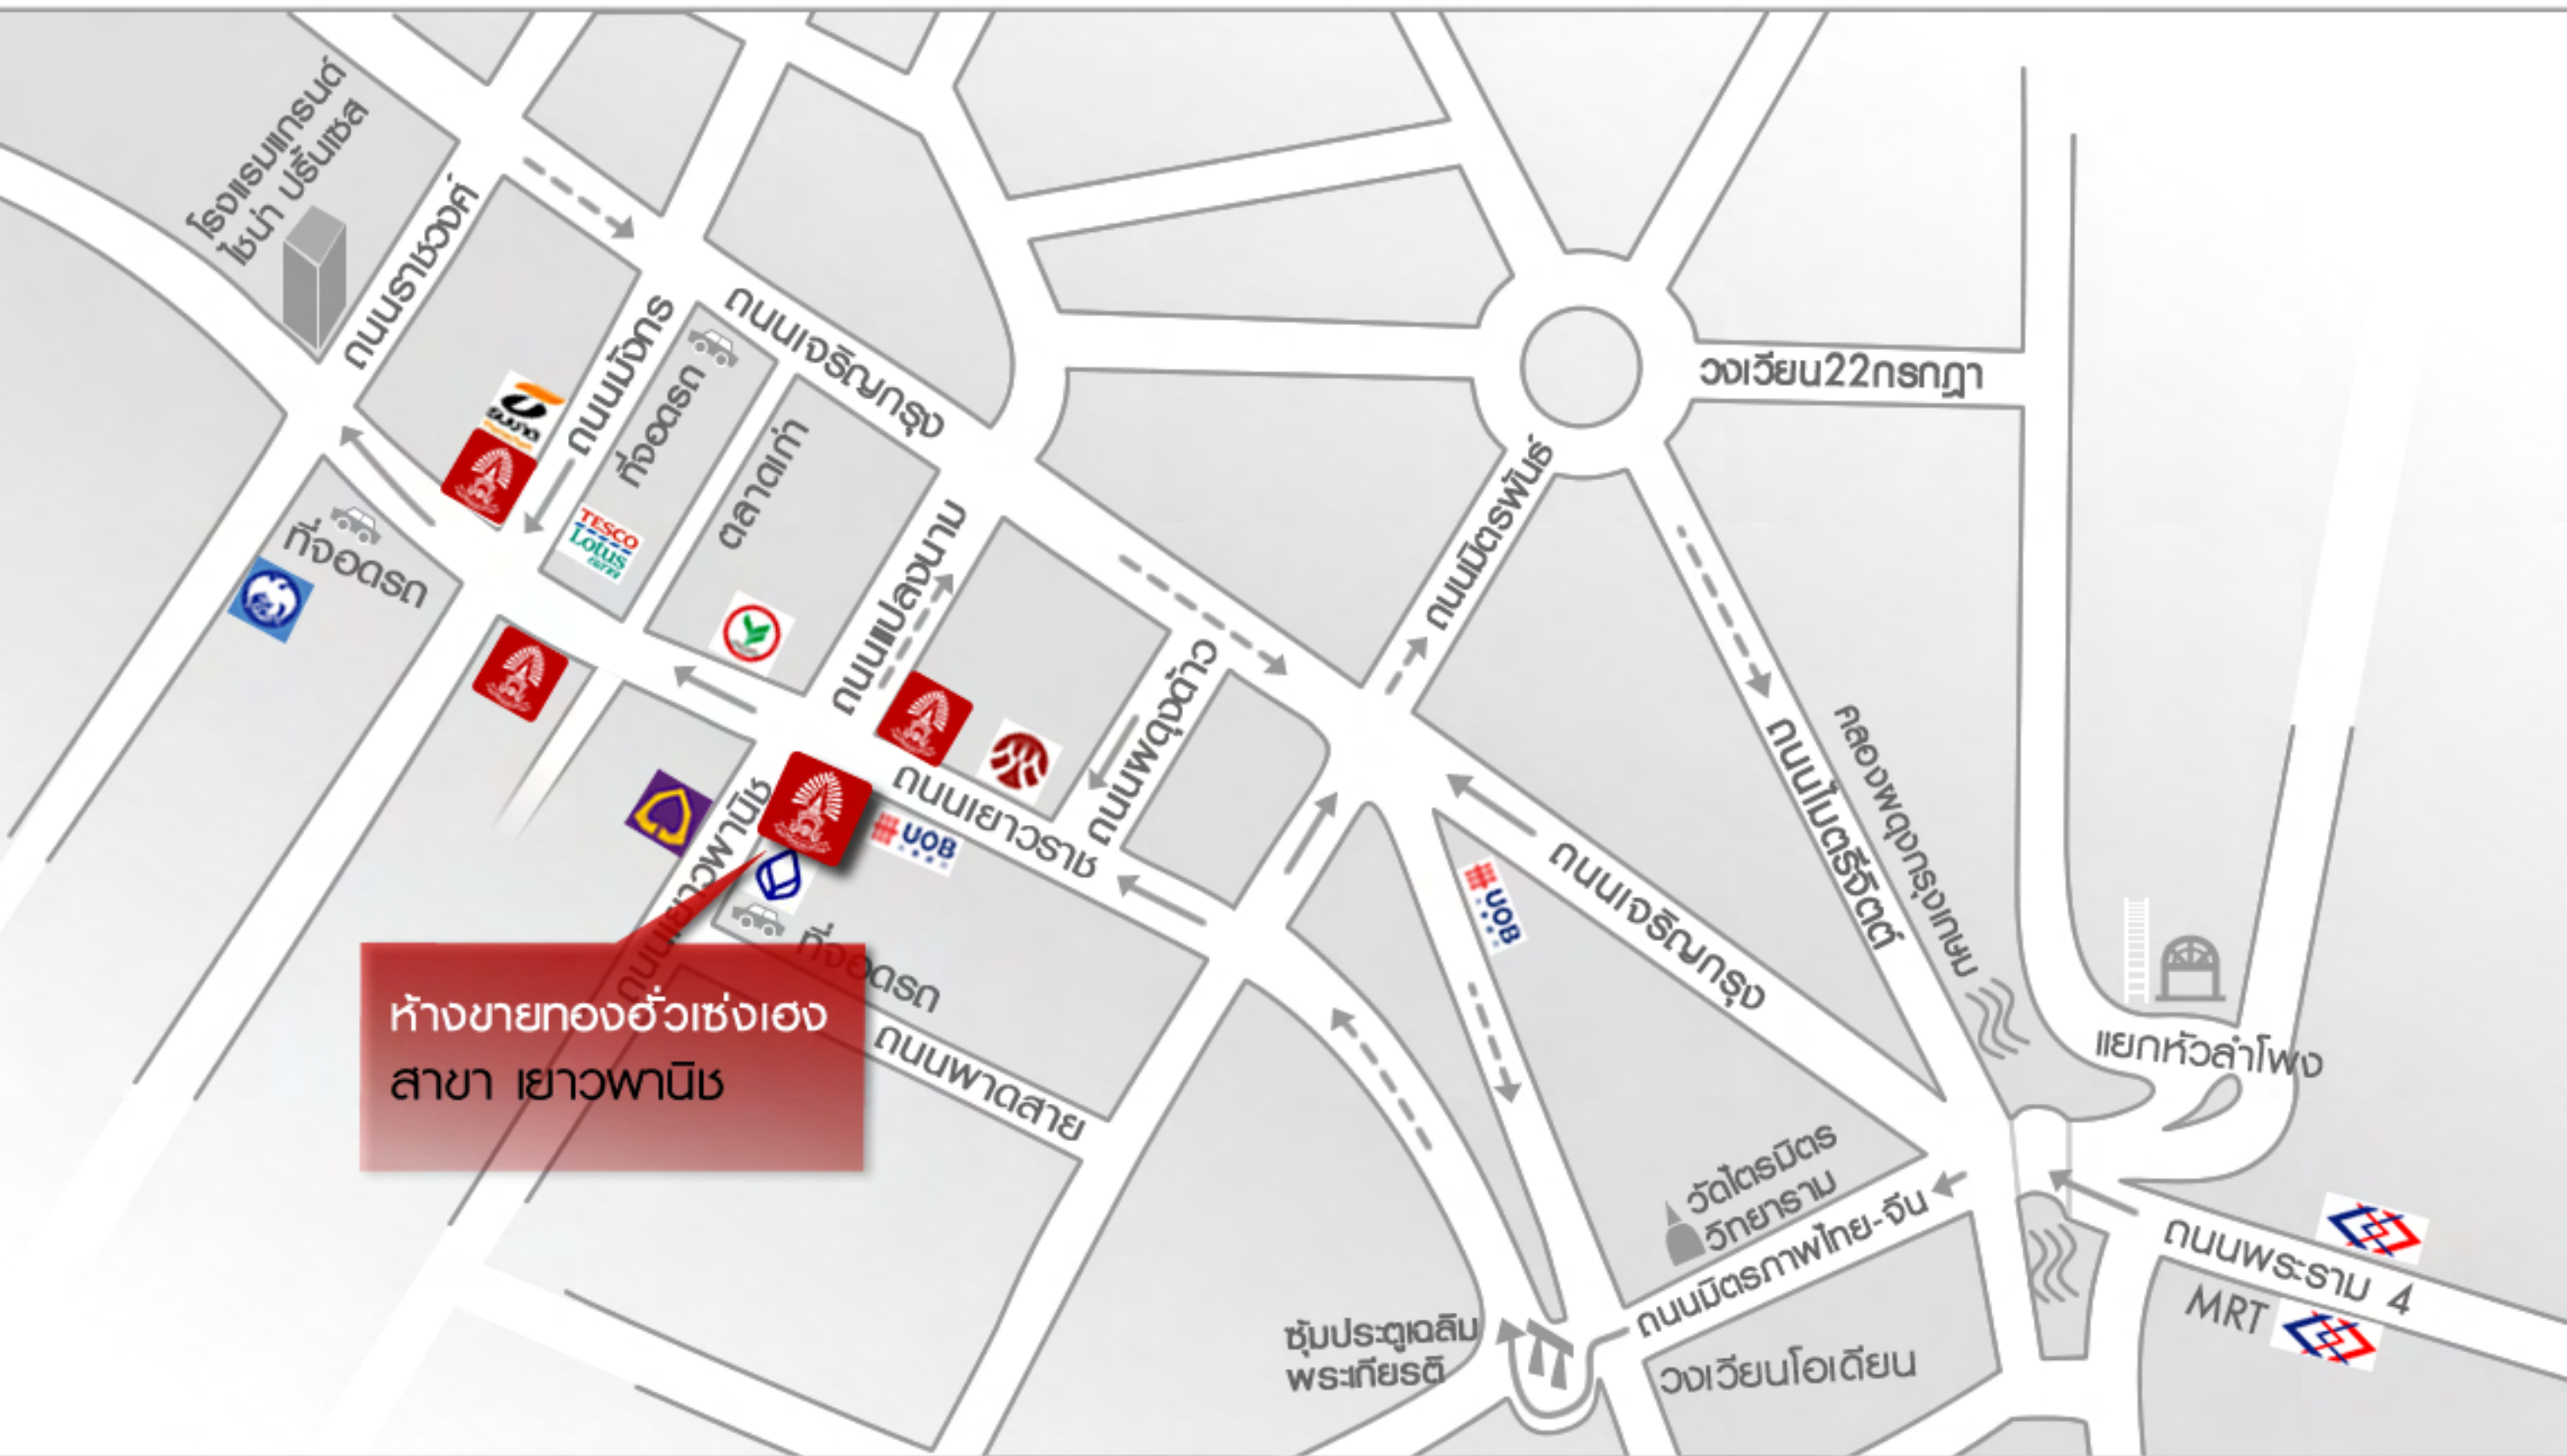 โรงแรมแกรนด์
ไชน่า ปริ้นเซส
ถนนราชวงศ์
ธนชาต
ถนนมังกร
ที่จอดรถ
TESCO
Lotus
ตลาดเก่า
ถนนเจริญกรุง
วงเวียน22กรกฎา
ที่จอดรถ
ถนนแปลงนาม
ถนนมิตรพันธ์
ถนนผดุงด้าว
ถนนเยาวราช
UOB
ถนนเยาวพานิช
ที่จอดรถ
ห้างขายทองฮั่วเซ่งเฮง
สาขา เยาวพานิช
ถนนพาดสาย
UOB
ถนนเจริญกรุง
ถนนไมตรีจิตต์
คลองผดุงกรุงเกษม
แยกหัวลำโพง
วัดไตรมิตร
วิทยาราม
ถนนมิตรภาพไทย-จีน
ถนนพระราม 4
MRT
ซุ้มประตูเฉลิม
พระเกียรติ
วงเวียนโอเดียน